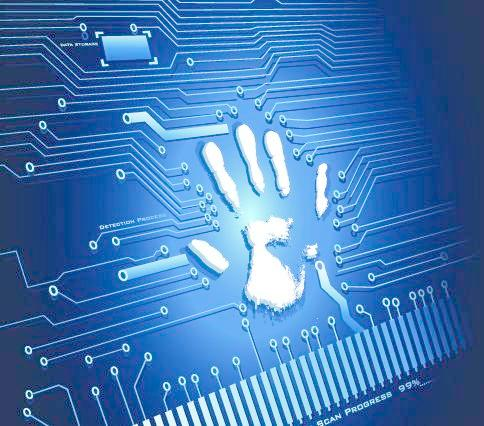 DATA STORAGE
DETECTION PROCESS
SCAN PROGRESS 99%......